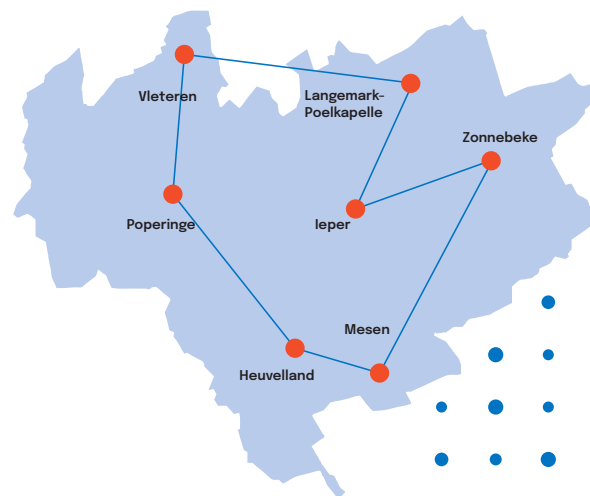 Vleteren
Langemark-
Poelkapelle
Zonnebeke
Poperinge
Ieper
Mesen
Heuvelland